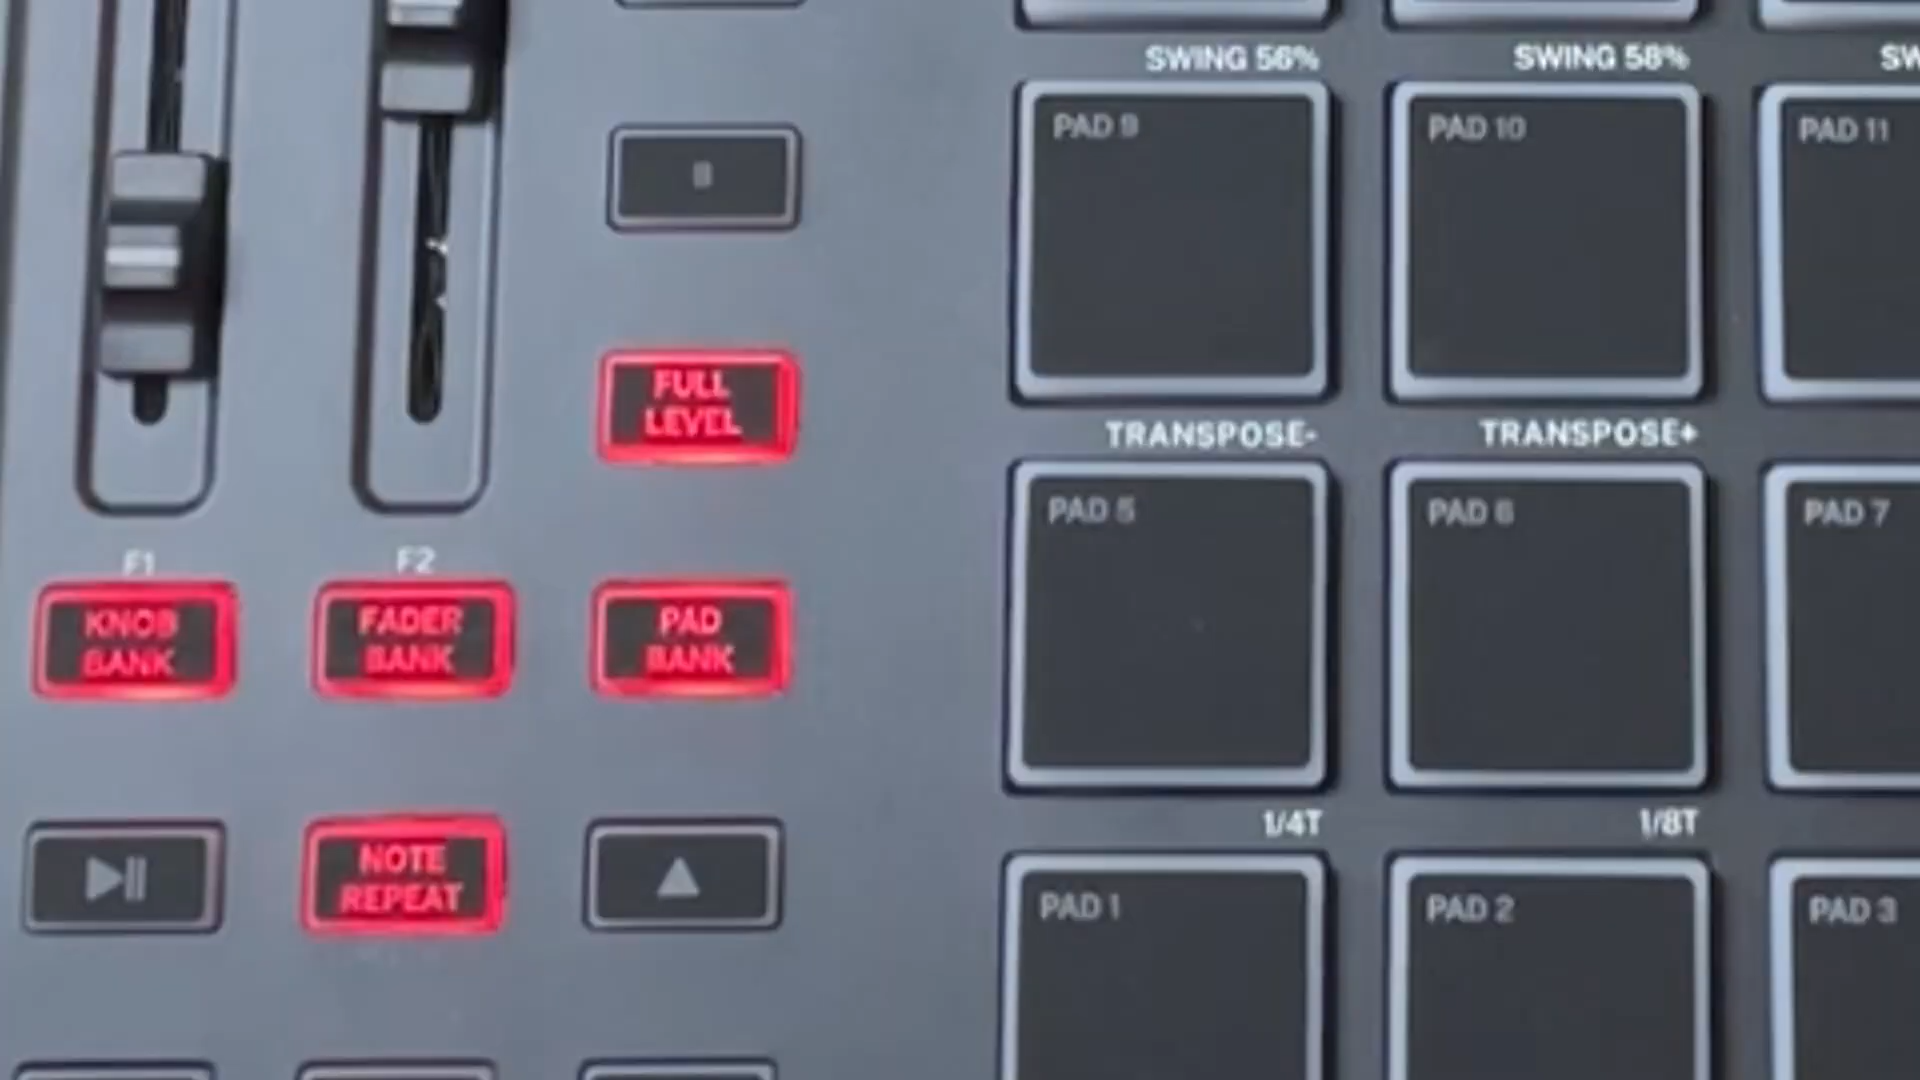 SWING 56%
SWING 58%
SW
PAD 9
PAD 10
PAD 11
B
FULL
LEVEL
TRANSPOSE-
TRANSPOSE+
PAD 5
PAD 6
PAD 7
F1
F2
KNOB
BANK
FADER
BANK
PAD
BANK
1/4T
1/8T
NOTE
REPEAT
PAD 1
PAD 2
PAD 3